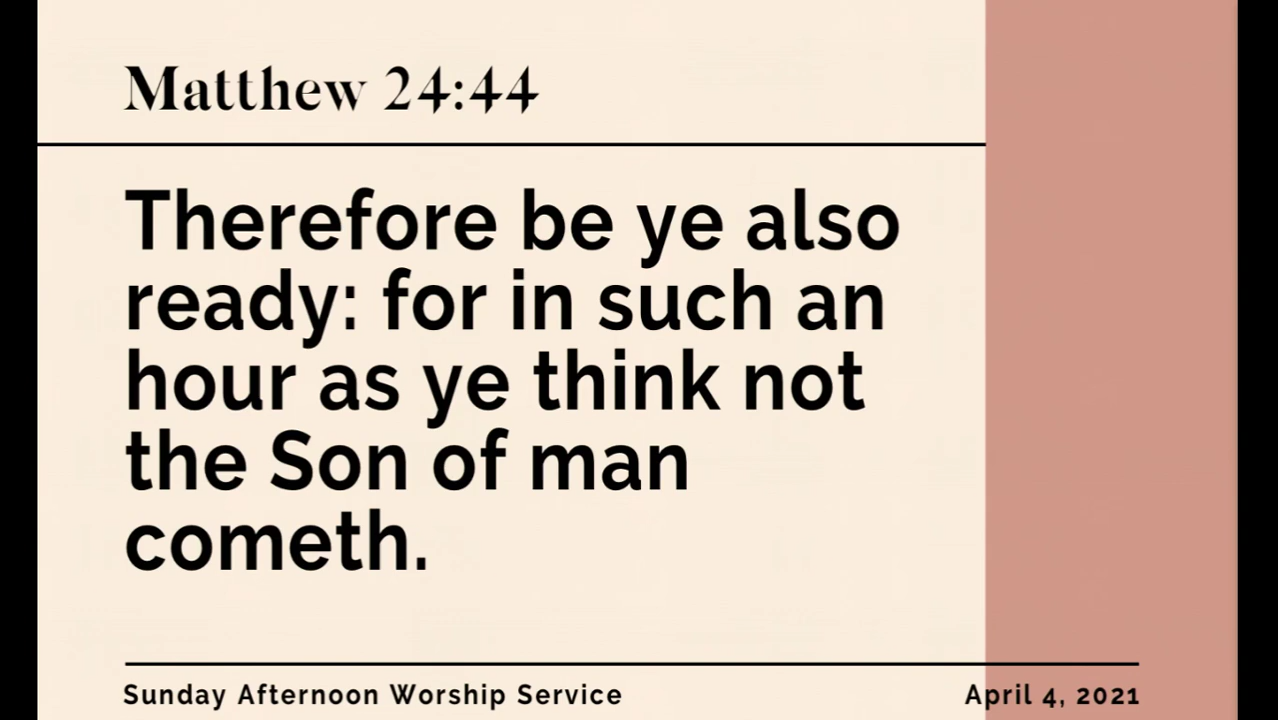 Matthew 24:44
Therefore be ye also
ready: for in such an
hour as ye think not
the Son of man
cometh.
Sunday Afternoon Worship Service
April 4, 2021